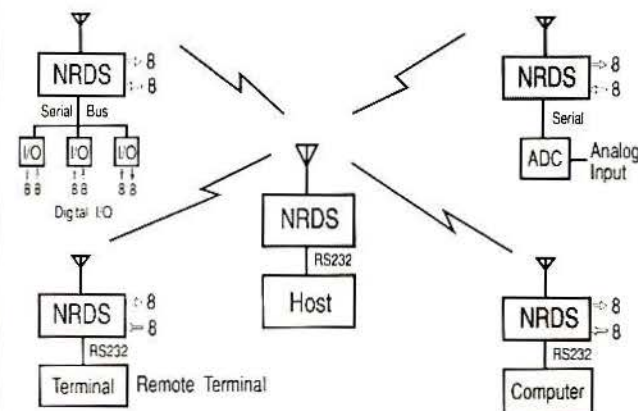 NRDS
8
8
Serial Bus
I/O I/O I/O
8 8 8 8 8 8
Digital I/O
NRDS
8
8
Serial
ADC
Analog
Input
NRDS
RS232
Host
NRDS
8
8
RS232
Terminal Remote Terminal
NRDS
8
8
RS232
Computer